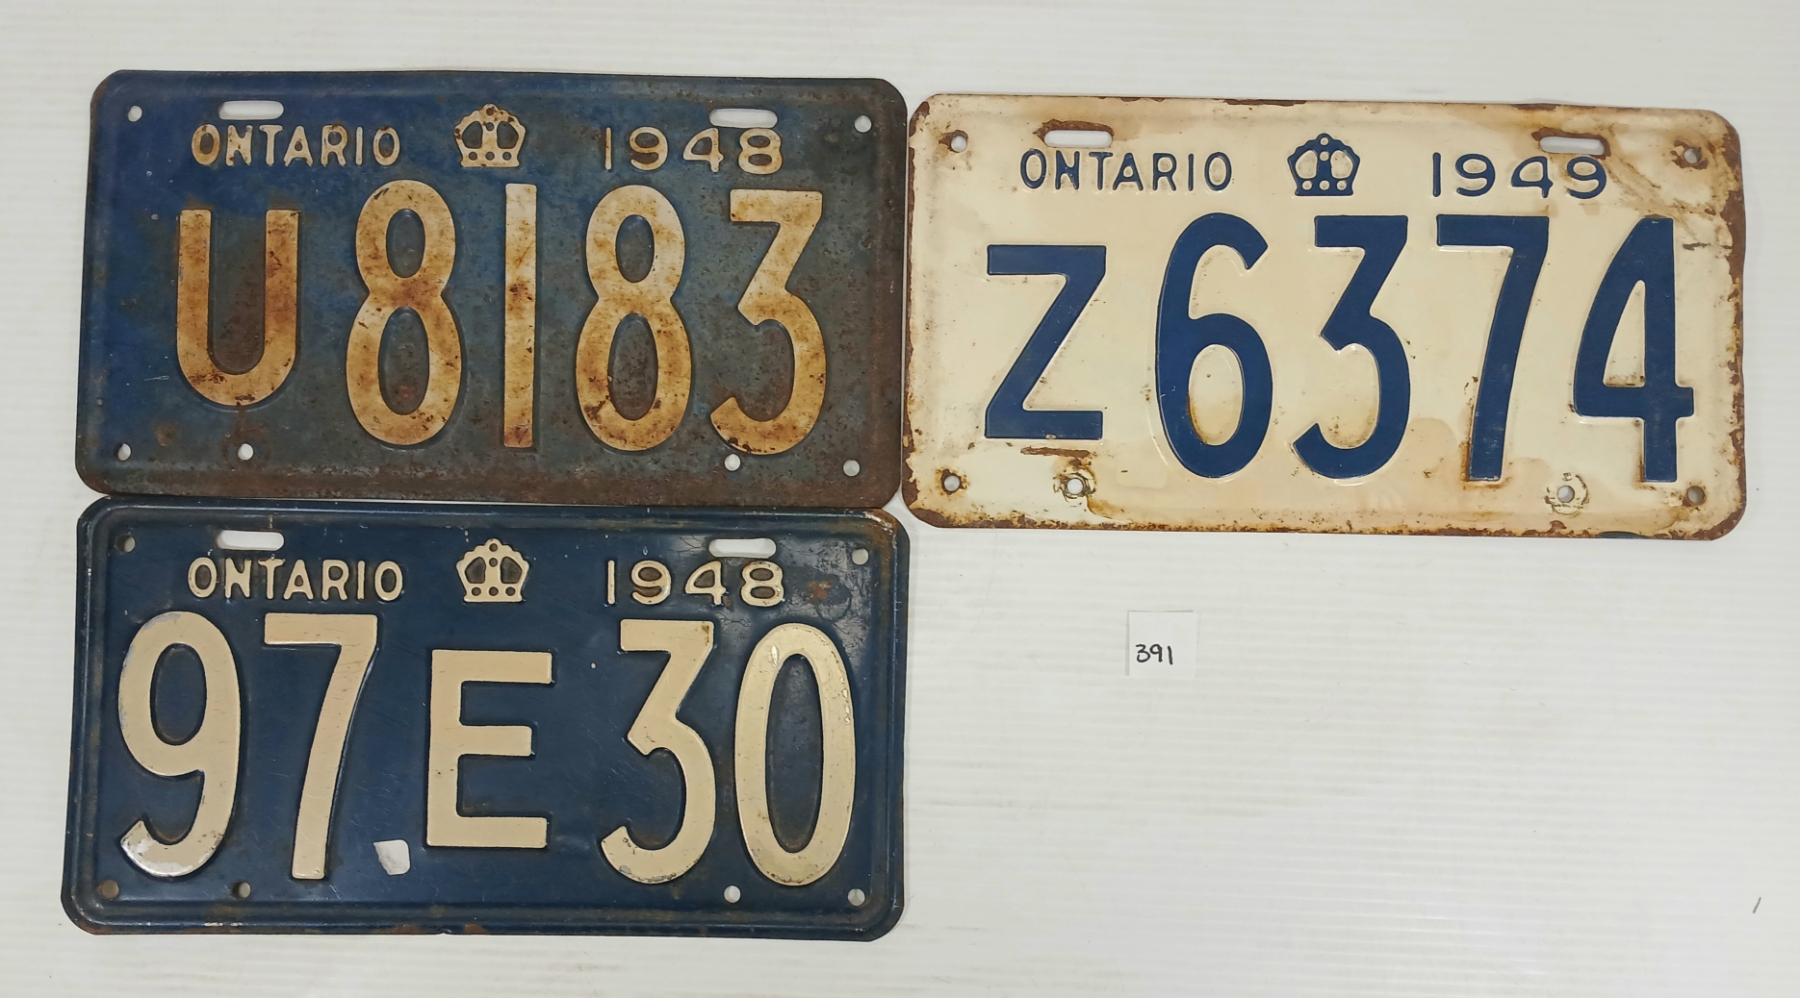 ONTARIO 1948
U8183
ONTARIO 1949
Z6374
ONTARIO 1948
97E30
391